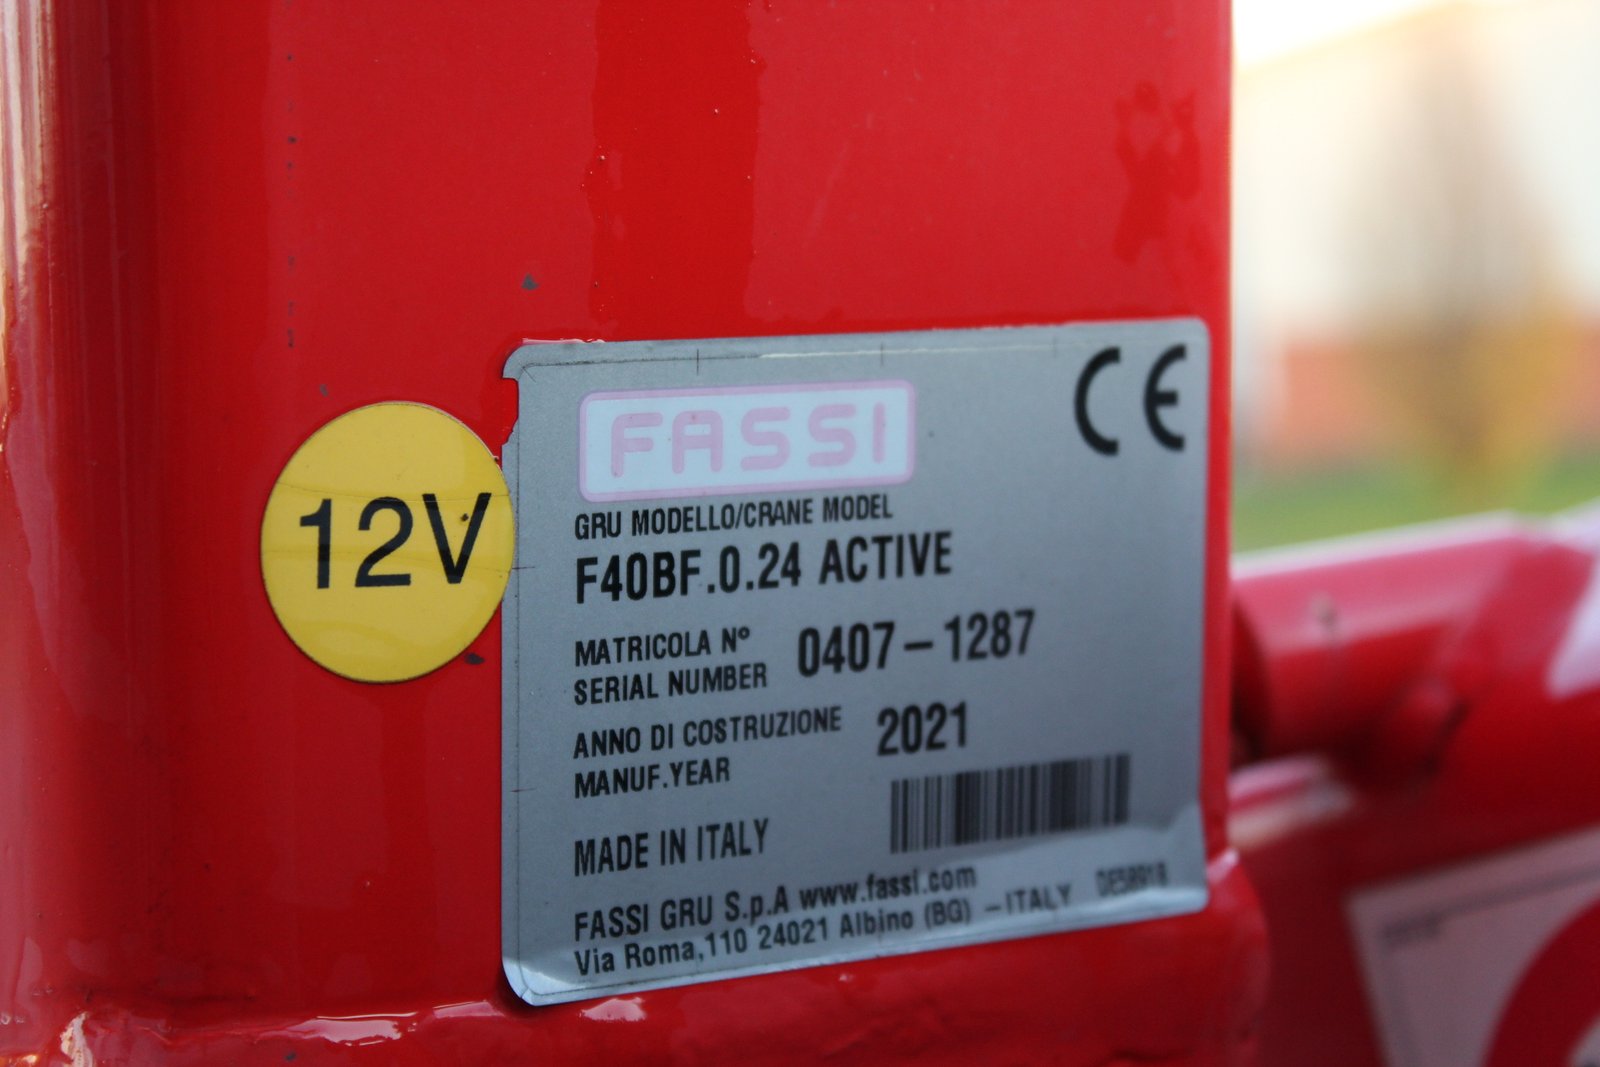 12V
FASSI
CE
GRU MODELLO/CRANE MODEL
F40BF.0.24 ACTIVE
MATRICOLA N°
SERIAL NUMBER
0407-1287
ANNO DI COSTRUZIONE
MANUF.YEAR
2021
MADE IN ITALY
FASSI GRU S.p.A www.fassi.com
Via Roma,110 24021 Albino (BG) -ITALY DE58918